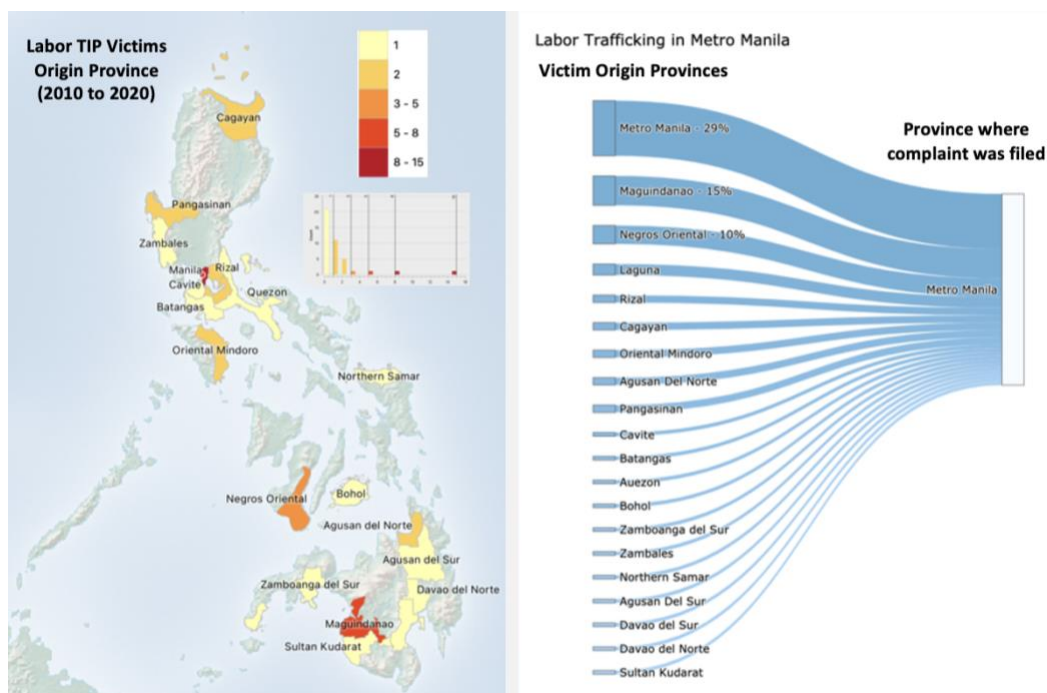 Labor TIP Victims
Origin Province
(2010 to 2020)
1
2
3 - 5
5 - 8
8 - 15
Cagayan
Pangasinan
Zambales
Manila
Rizal
Cavite
Quezon
Batangas
Oriental Mindoro
Northern Samar
Negros Oriental
Bohol
Agusan del Norte
Agusan del Sur
Zamboanga del Sur
Davao del Norte
Maguindanao
Sultan Kudarat
Labor Trafficking in Metro Manila
Victim Origin Provinces
Province where
complaint was filed
Metro Manila - 29%
Maguindanao - 15%
Negros Oriental - 10%
Laguna
Rizal
Cagayan
Oriental Mindoro
Agusan Del Norte
Pangasinan
Cavite
Batangas
Auezon
Bohol
Zamboanga del Sur
Zambales
Northern Samar
Agusan Del Sur
Davao del Sur
Davao del Norte
Sultan Kudarat
Metro Manila